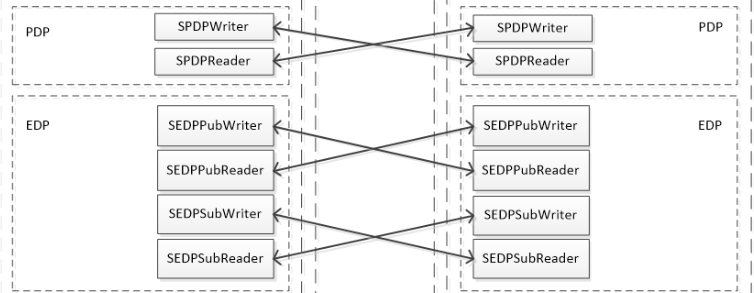 PDP
SPDPWriter
SPDPReader
SPDPWriter
SPDPReader
PDP
EDP
SEDPPubWriter
SEDPPubReader
SEDPSubWriter
SEDPSubReader
SEDPPubWriter
SEDPPubReader
SEDPSubWriter
SEDPSubReader
EDP